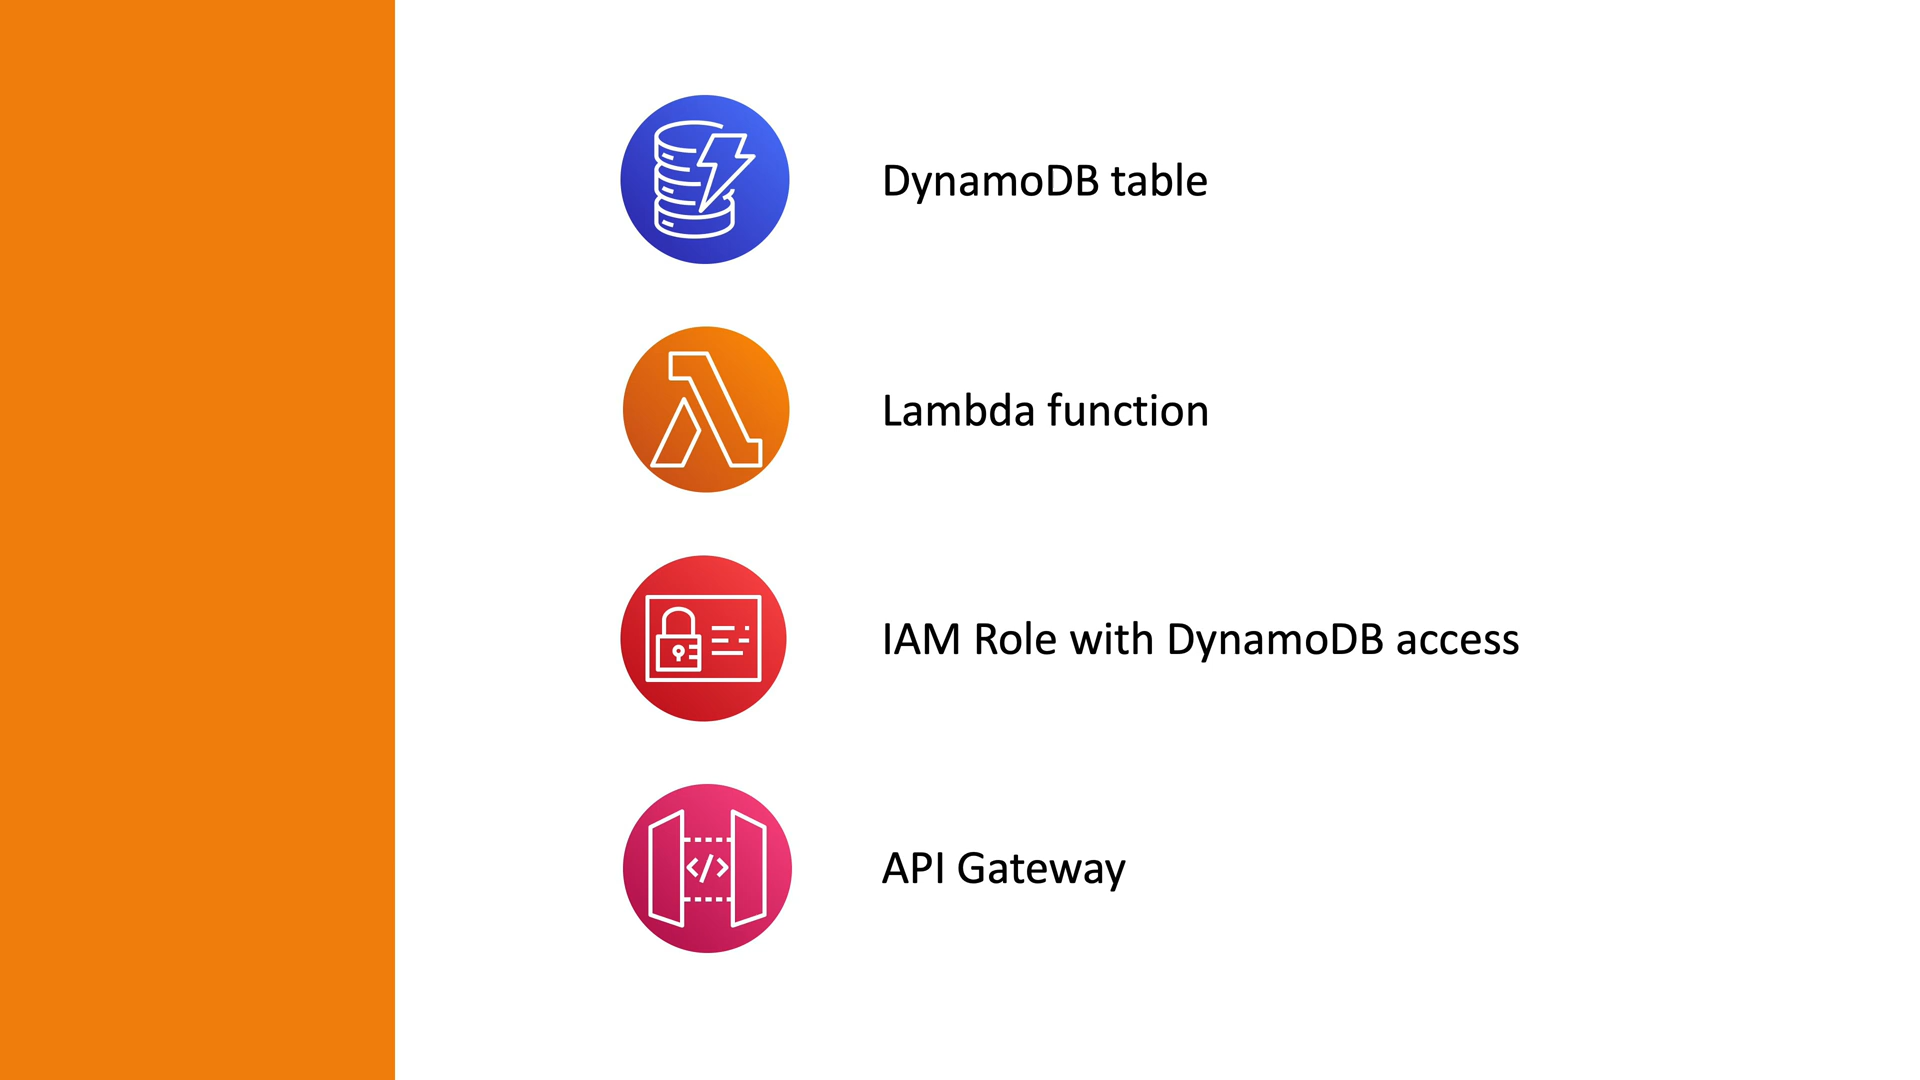 DynamoDB table
Lambda function
IAM Role with DynamoDB access
</>
API Gateway